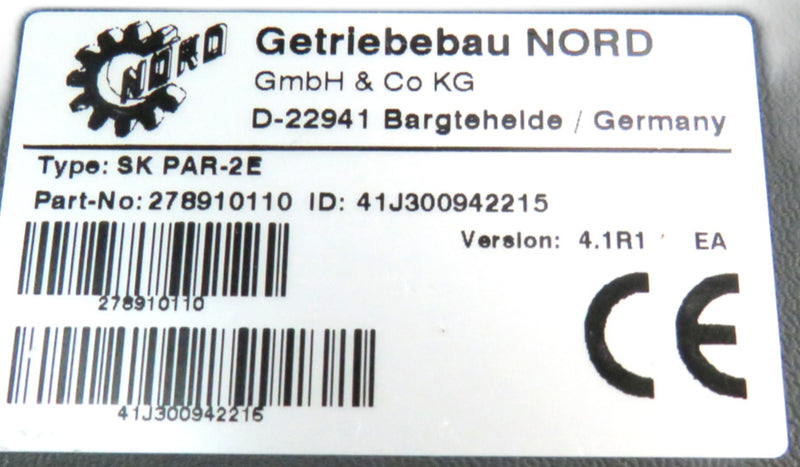 NORD
Getriebebau NORD
GmbH & Co KG
D-22941 Bargteheide / Germany
Type: SK PAR-2E
Part-No: 278910110 ID: 41J300942215
Version: 4.1R1 EA
278910110
41J300942215
CE